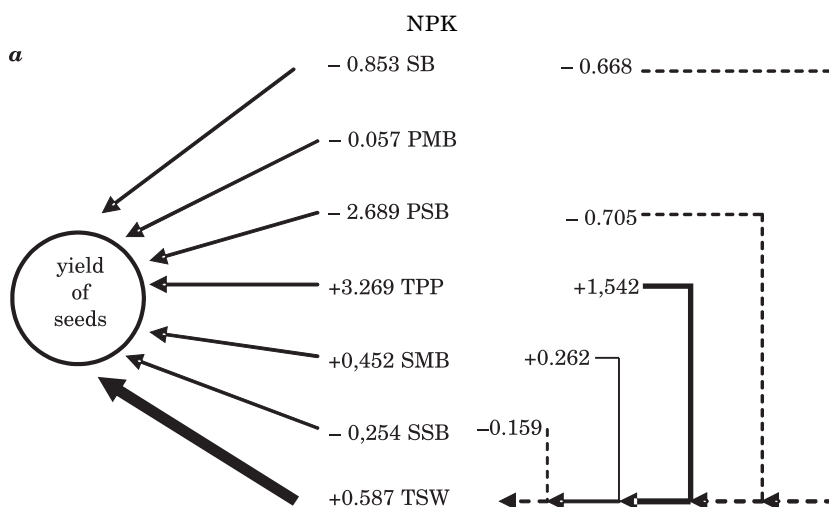 NPK
a
− 0.853 SB − 0.668
− 0.057 PMB
− 2.689 PSB − 0.705
yield
of
seeds
+3.269 TPP +1,542
+0,452 SMB +0.262
− 0,254 SSB −0.159
+0.587 TSW